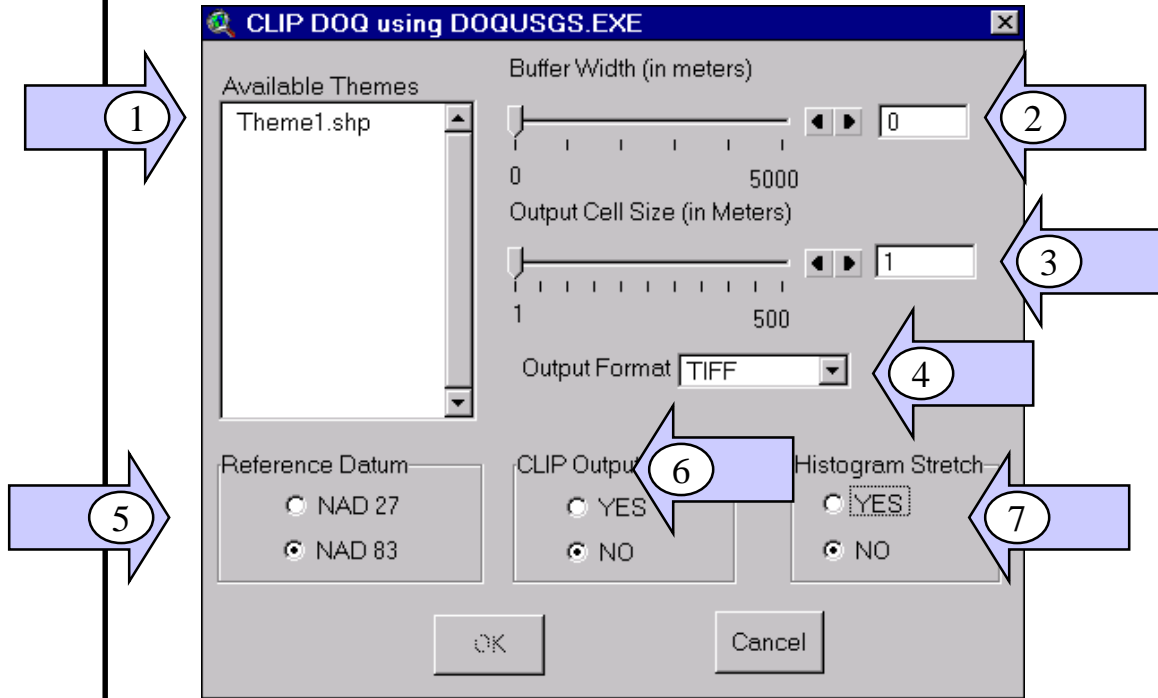 CLIP DOQ using DOQUSGS.EXE
Available Themes
Theme1.shp
1
Buffer Width (in meters)
0
2
0
5000
Output Cell Size (in Meters)
1
3
1
500
Output Format TIFF
4
Reference Datum
NAD 27
NAD 83
5
CLIP Output
YES
NO
6
Histogram Stretch
YES
NO
7
OK
Cancel